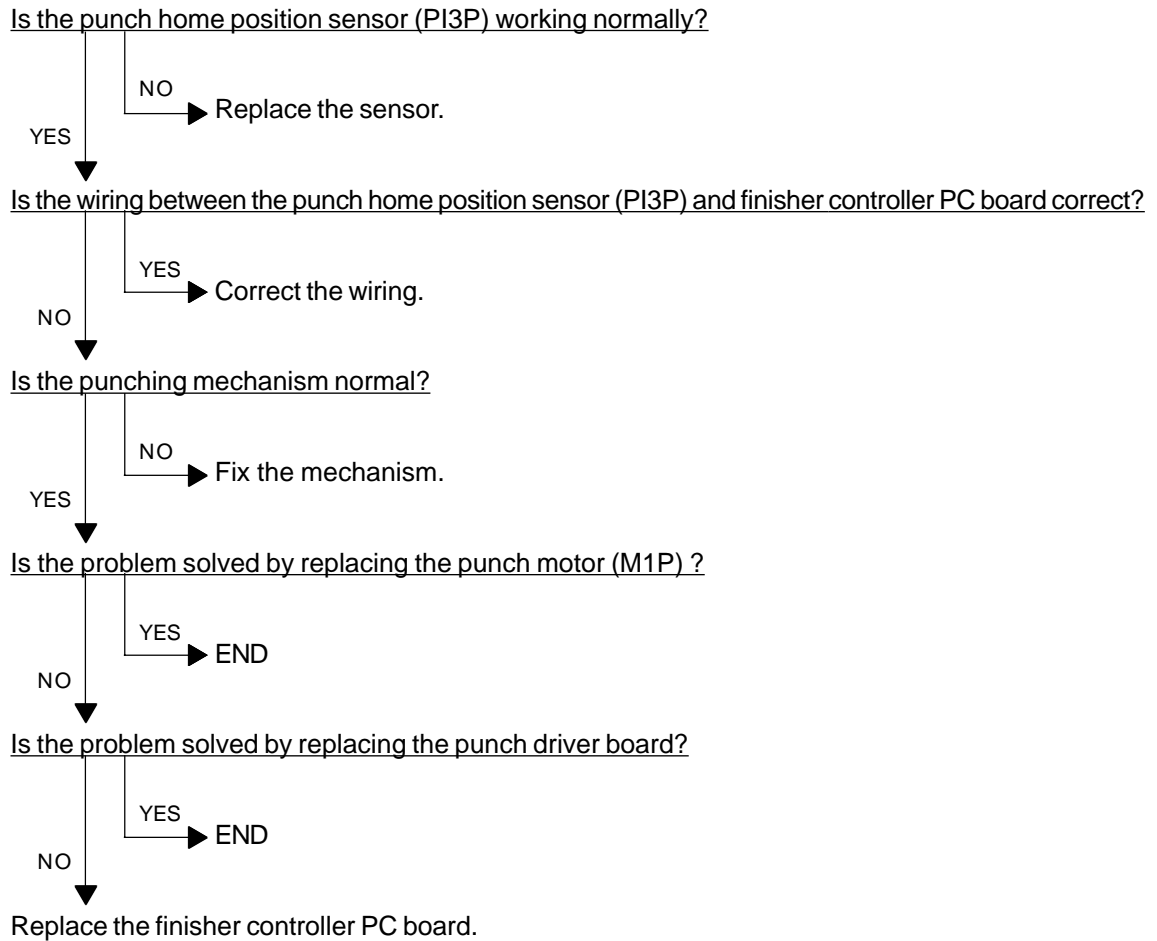 Is the punch home position sensor (PI3P) working normally?
NO
Replace the sensor.
YES
Is the wiring between the punch home position sensor (PI3P) and finisher controller PC board correct?
YES
Correct the wiring.
NO
Is the punching mechanism normal?
NO
Fix the mechanism.
YES
Is the problem solved by replacing the punch motor (M1P) ?
YES
END
NO
Is the problem solved by replacing the punch driver board?
YES
END
NO
Replace the finisher controller PC board.